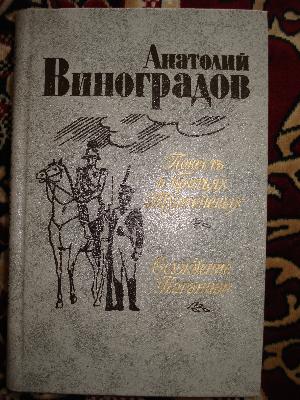 Анатолий
Виноградов
Повесть
о братьях
Тургеневых
Осуждение
Паганини